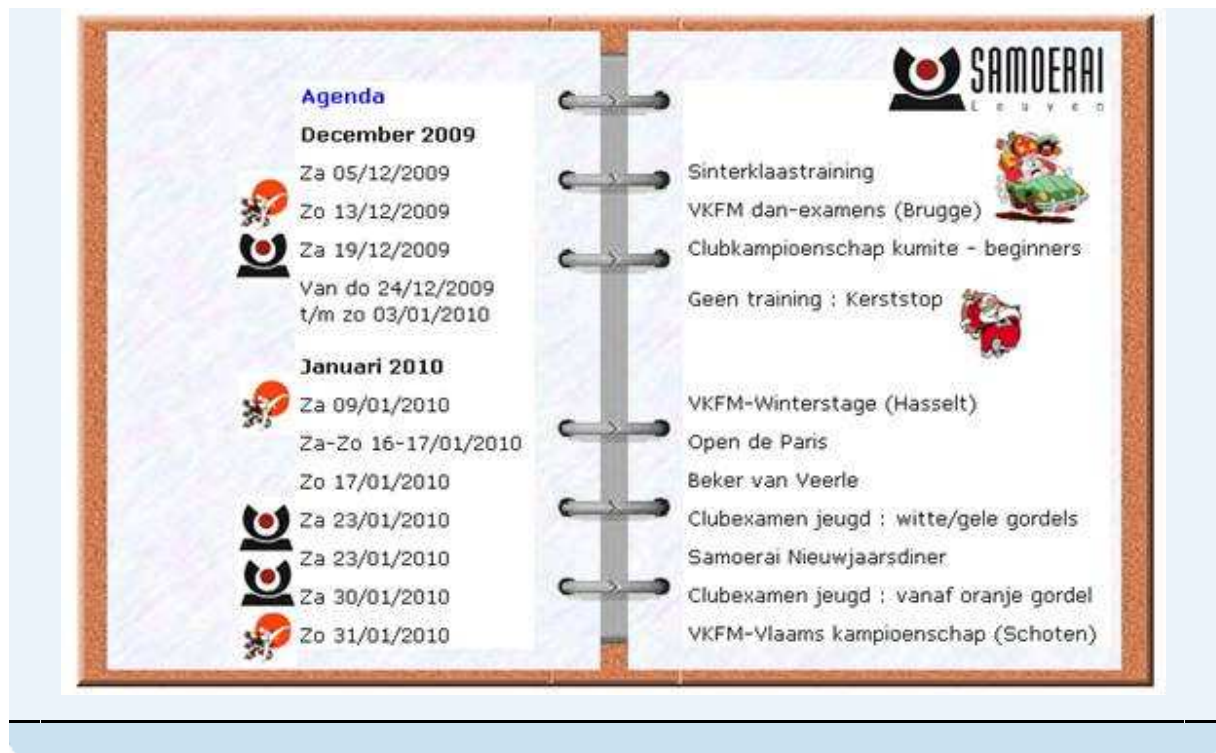 SAMOERAI
Leuven
Agenda
December 2009
Za 05/12/2009 Sinterklaastraining
Zo 13/12/2009 VKFM dan-examens (Brugge)
Za 19/12/2009 Clubkampioenschap kumite - beginners
Van do 24/12/2009
t/m zo 03/01/2010 Geen training : Kerststop
Januari 2010
Za 09/01/2010 VKFM-Winterstage (Hasselt)
Za-Zo 16-17/01/2010 Open de Paris
Zo 17/01/2010 Beker van Veerle
Za 23/01/2010 Clubexamen jeugd : witte/gele gordels
Za 23/01/2010 Samoerai Nieuwjaarsdiner
Za 30/01/2010 Clubexamen jeugd : vanaf oranje gordel
Zo 31/01/2010 VKFM-Vlaams kampioenschap (Schoten)